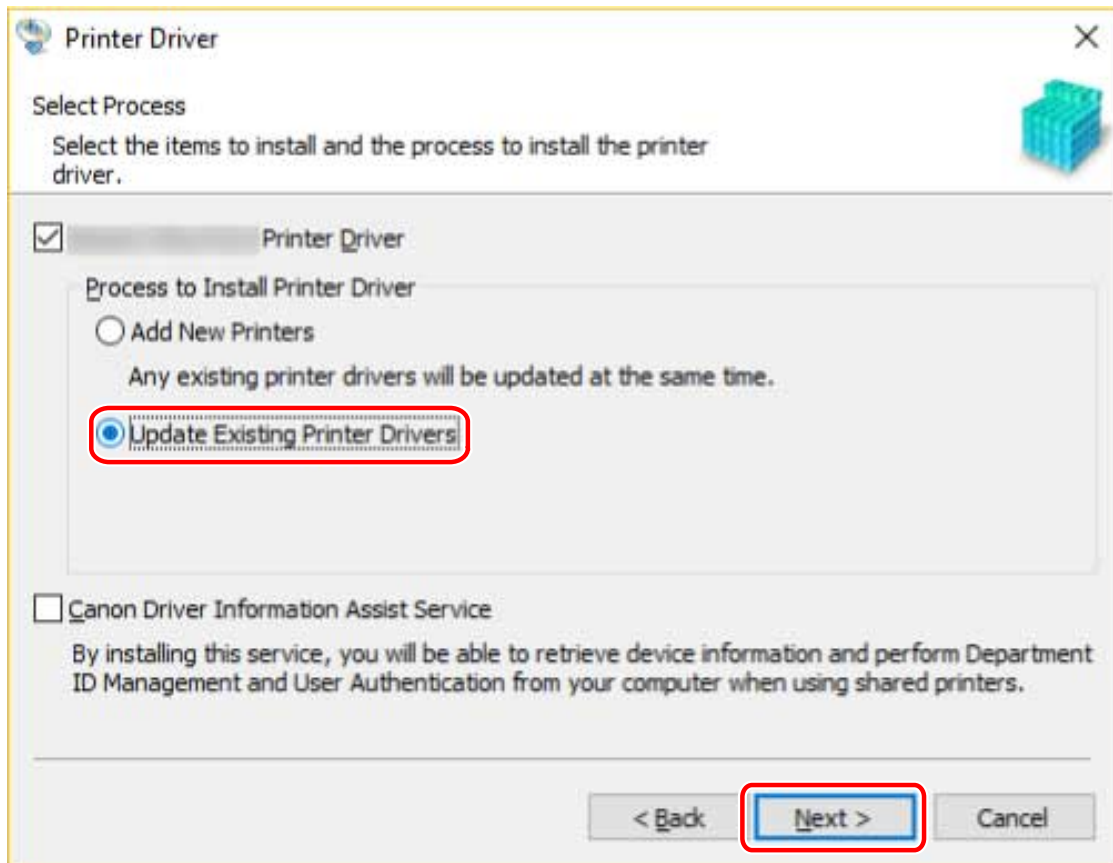 Printer Driver
Select Process
Select the items to install and the process to install the printer
driver.
Printer Driver
Process to Install Printer Driver
Add New Printers
Any existing printer drivers will be updated at the same time.
Update Existing Printer Drivers
Canon Driver Information Assist Service
By installing this service, you will be able to retrieve device information and perform Department
ID Management and User Authentication from your computer when using shared printers.
< Back
Next >
Cancel